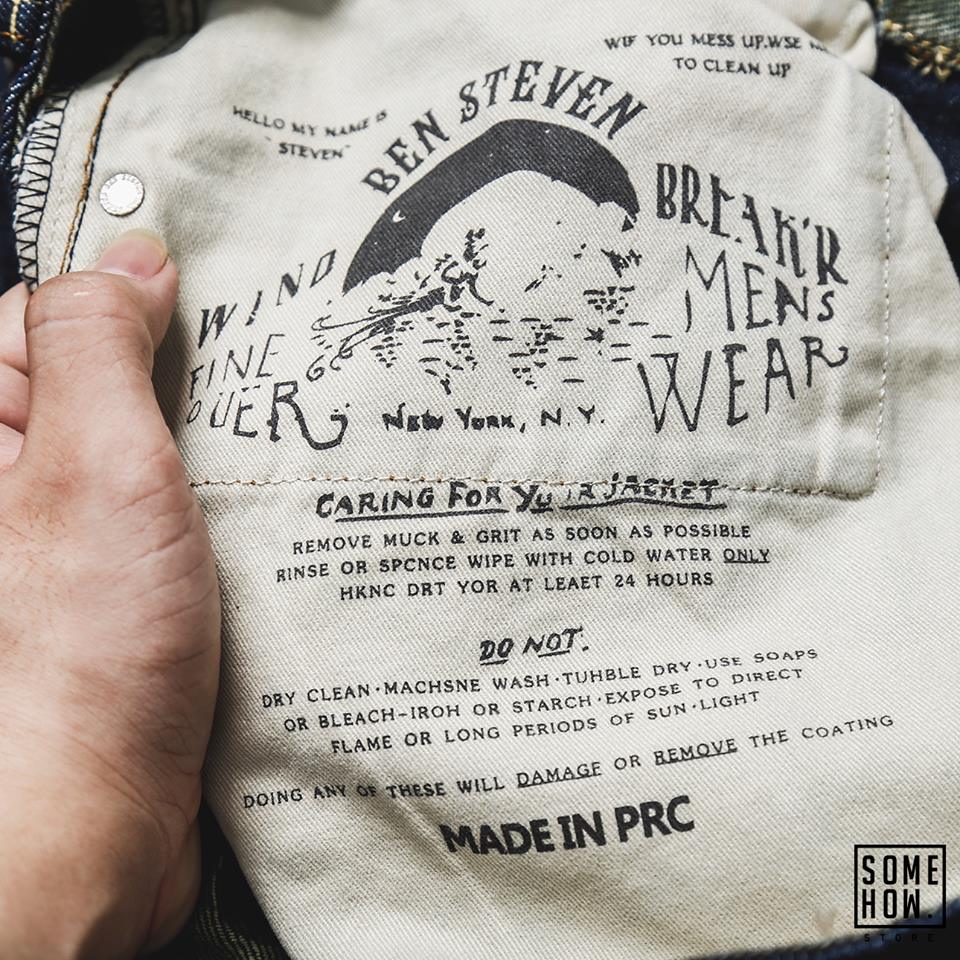 WIF YOU MESS UP.WSE
TO CLEAN UP
HELLO MY NAME IS
"STEVEN"
BEN STEVEN
WIND BREAK'R
FINE MENS
OUER WEAR
NEW YORK, N.Y.
CARING FOR YOUR JACKET
REMOVE MUCK & GRIT AS SOON AS POSSIBLE
RINSE OR SPCNCE WIPE WITH COLD WATER ONLY
HKNC DRT YOR AT LEAET 24 HOURS
DO NOT.
DRY CLEAN·MACHSNE WASH·TUHBLE DRY·USE SOAPS
OR BLEACH-IROH OR STARCH·EXPOSE TO DIRECT
FLAME OR LONG PERIODS OF SUN·LIGHT
DOING ANY OF THESE WILL DAMAGE OR REMOVE THE COATING
MADE IN PRC
SOME
HOW.
STORE